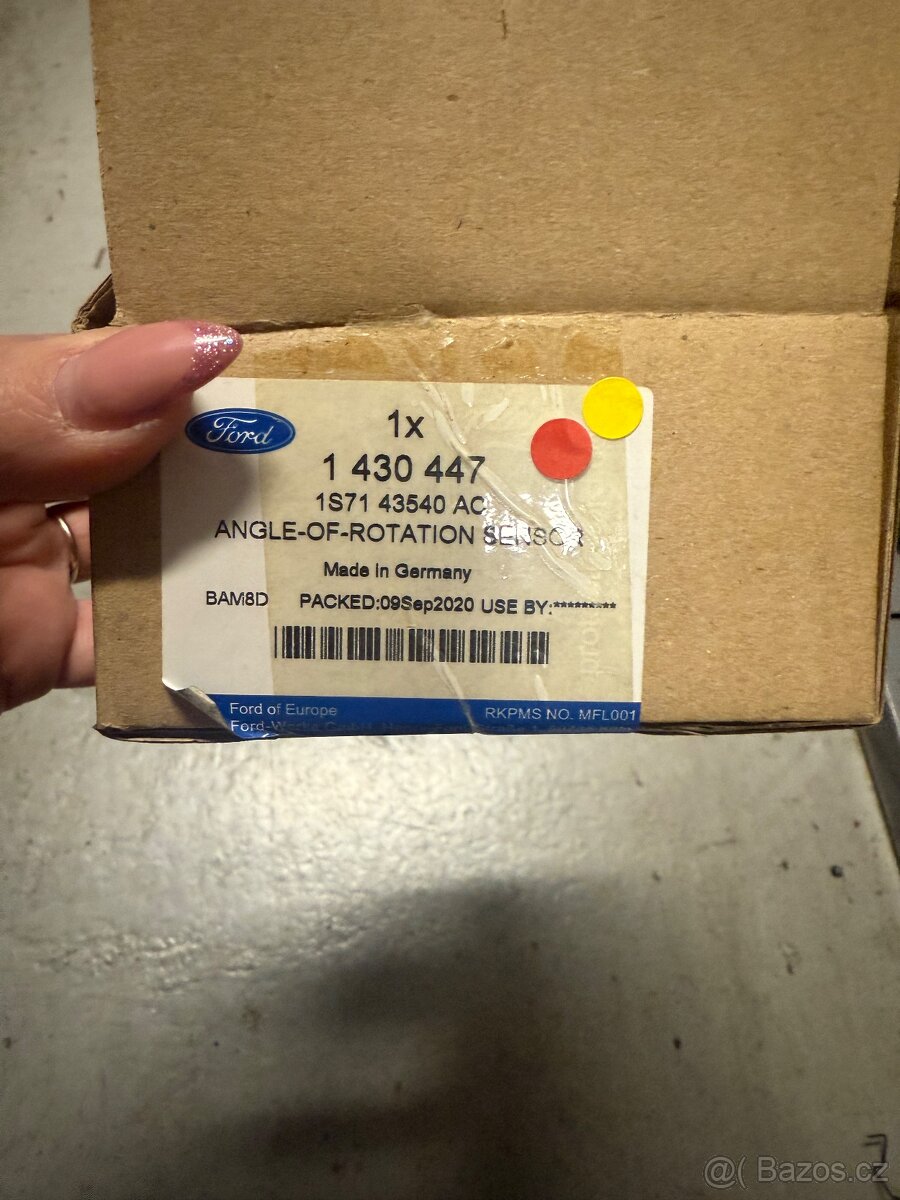 Ford
1x
1 430 447
1S71 43540 AC
ANGLE-OF-ROTATION SENSOR
Made in Germany
BAM8D PACKED:09Sep2020 USE BY:*********
Ford of Europe
RKPMS NO. MFL001
@( Bazos.cz